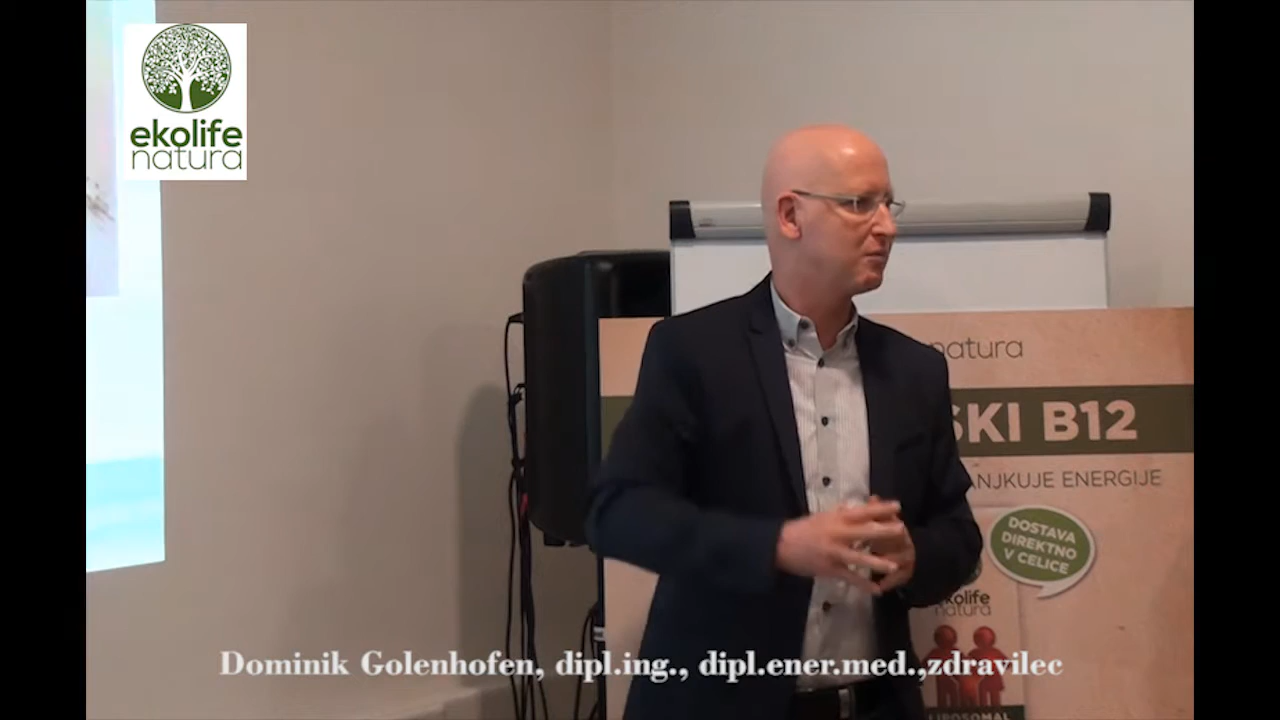 ekolife
natura
natura
SKI B12
ANJKUJE ENERGIJE
DOSTAVA
DIREKTNO
V CELICE
ekolife
natura
LIPOSOMAL
Dominik Golenhofen, dipl.ing., dipl.ener.med.,zdravilec